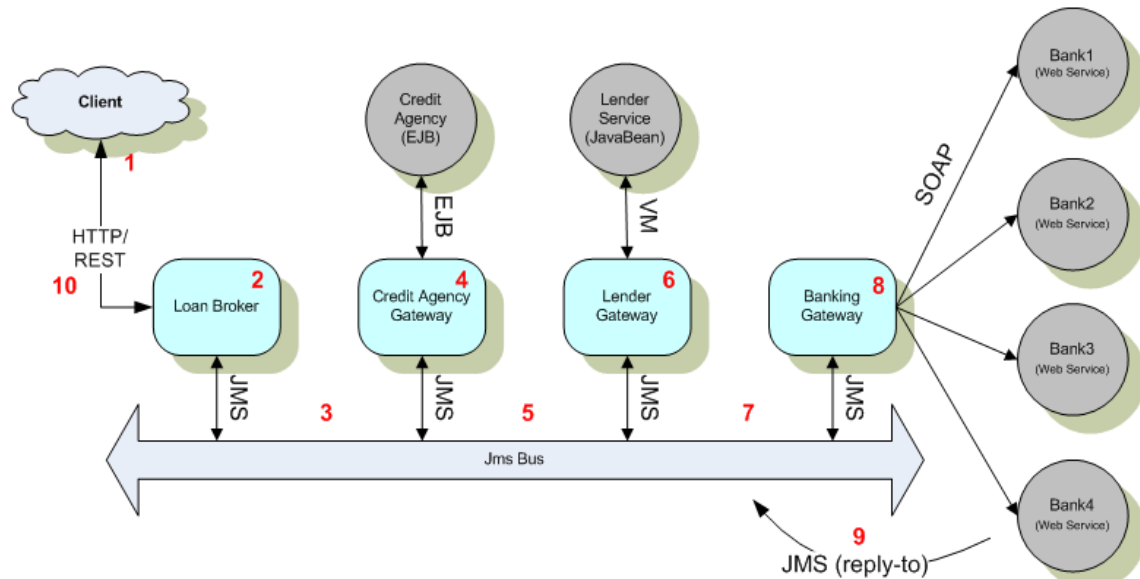 Client
1
HTTP/
REST
10
Loan Broker
2
JMS
3
Credit
Agency
(EJB)
EJB
Credit Agency
Gateway
4
JMS
5
Lender
Service
(JavaBean)
VM
Lender
Gateway
6
JMS
7
Banking
Gateway
8
JMS
SOAP
Bank1
(Web Service)
Bank2
(Web Service)
Bank3
(Web Service)
Bank4
(Web Service)
Jms Bus
9
JMS (reply-to)